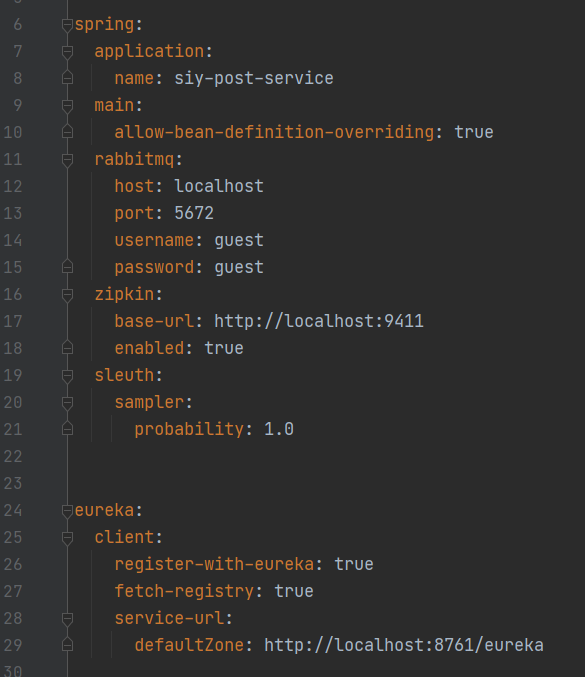 6 spring:
7   application:
8     name: siy-post-service
9   main:
10     allow-bean-definition-overriding: true
11   rabbitmq:
12     host: localhost
13     port: 5672
14     username: guest
15     password: guest
16   zipkin:
17     base-url: http://localhost:9411
18     enabled: true
19   sleuth:
20     sampler:
21       probability: 1.0
22
23
24 eureka:
25   client:
26     register-with-eureka: true
27     fetch-registry: true
28     service-url:
29       defaultZone: http://localhost:8761/eureka
30